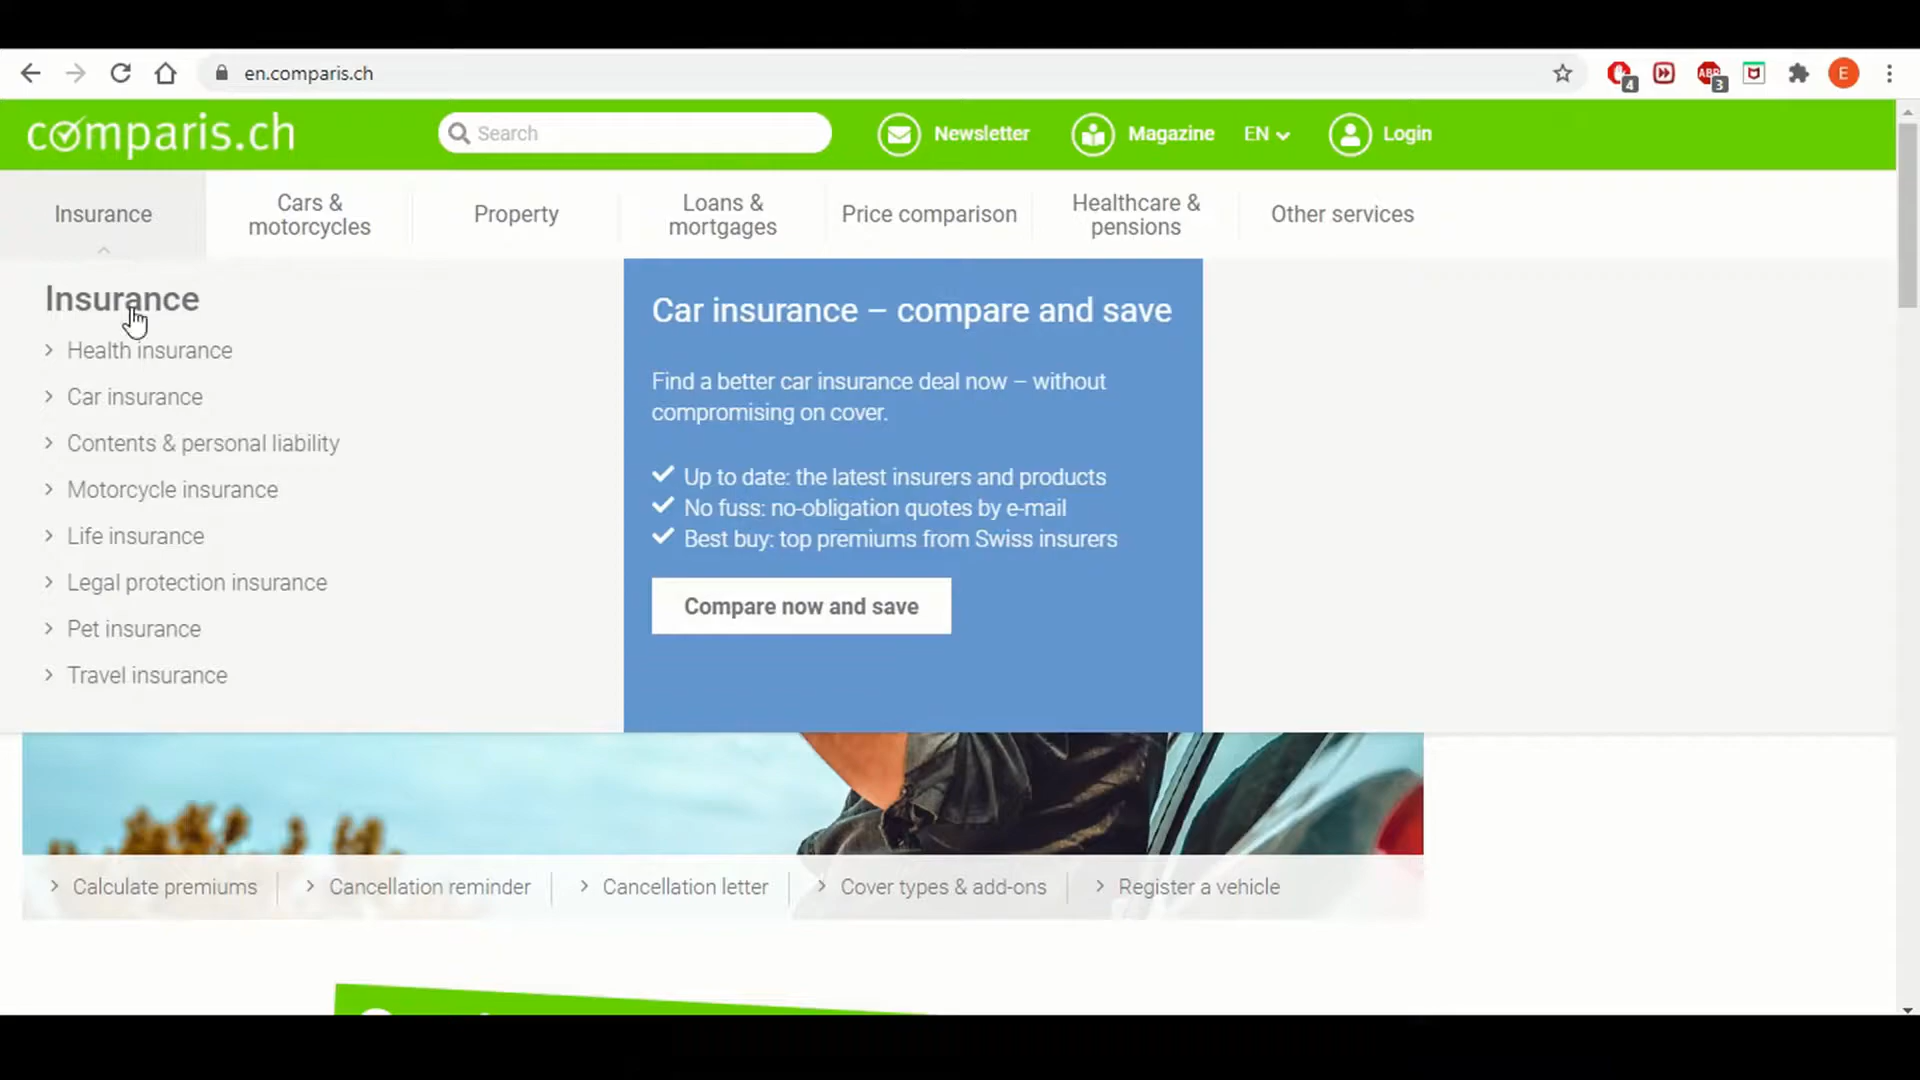 en.comparis.ch
4
ABP
3
E
comparis.ch
Search
Newsletter
Magazine
EN
Login
Insurance
Cars &
motorcycles
Property
Loans &
mortgages
Price comparison
Healthcare &
pensions
Other services
Insurance
Health insurance
Car insurance
Contents & personal liability
Motorcycle insurance
Life insurance
Legal protection insurance
Pet insurance
Travel insurance
Car insurance – compare and save
Find a better car insurance deal now – without
compromising on cover.
Up to date: the latest insurers and products
No fuss: no-obligation quotes by e-mail
Best buy: top premiums from Swiss insurers
Compare now and save
Calculate premiums
Cancellation reminder
Cancellation letter
Cover types & add-ons
Register a vehicle